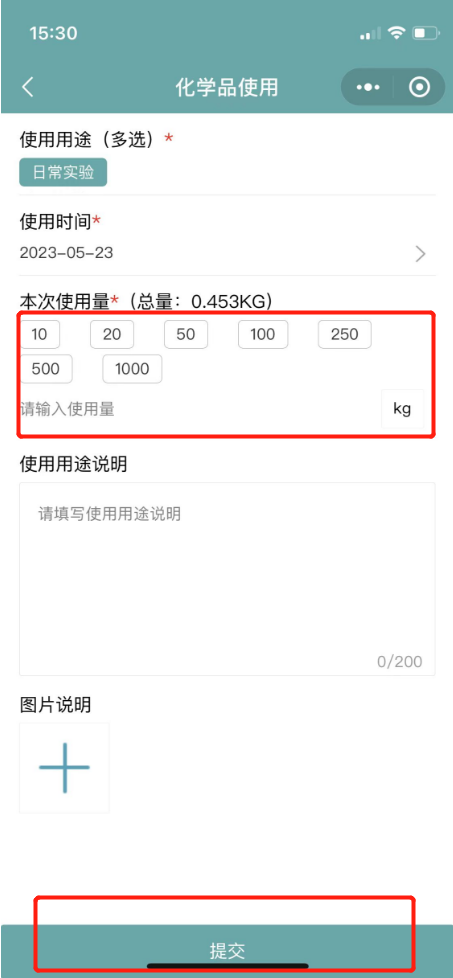 15:30
化学品使用
使用用途（多选）*
日常实验
使用时间*
2023-05-23
本次使用量*（总量：0.453KG）
10 20 50 100 250
500 1000
请输入使用量 kg
使用用途说明
请填写使用用途说明
0/200
图片说明
提交